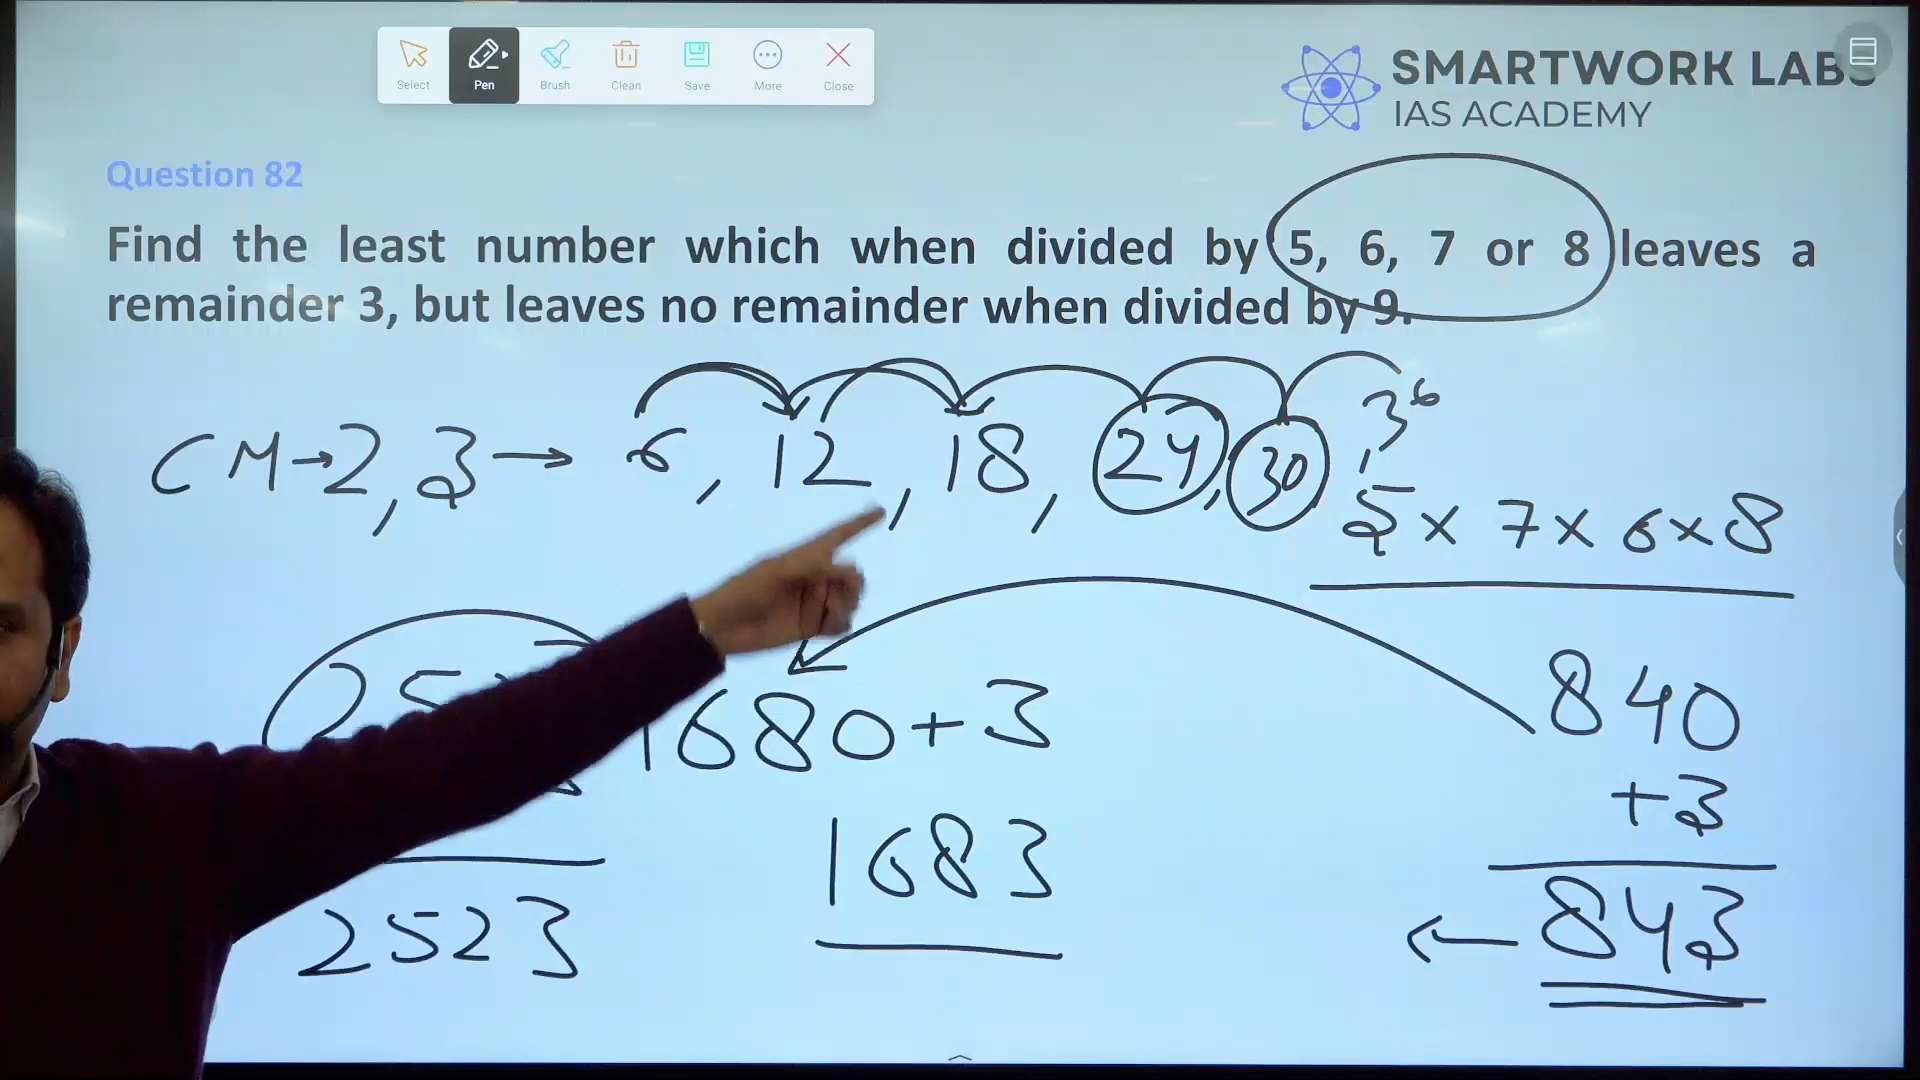 Select Pen Brush Clean Save More Close
SMARTWORK LABS
IAS ACADEMY
Question 82
Find the least number which when divided by 5, 6, 7 or 8 leaves a
remainder 3, but leaves no remainder when divided by 9.
CM→2, 3 → 6, 12, 18, 24, 30, 36
5 x 7 x 6 x 8
1680+3
840
+3
1683
843
2523